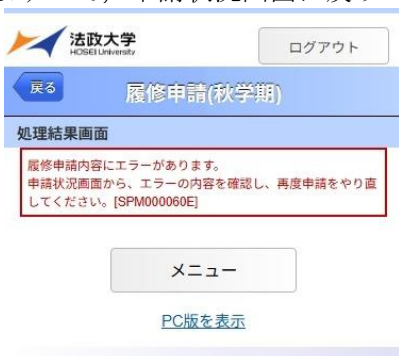 法政大学
HOSEI University
ログアウト
戻る
履修申請(秋学期)
処理結果画面
履修申請内容にエラーがあります。
申請状況画面から、エラーの内容を確認し、再度申請をやり直
してください。[SPM000060E]
メニュー
PC版を表示